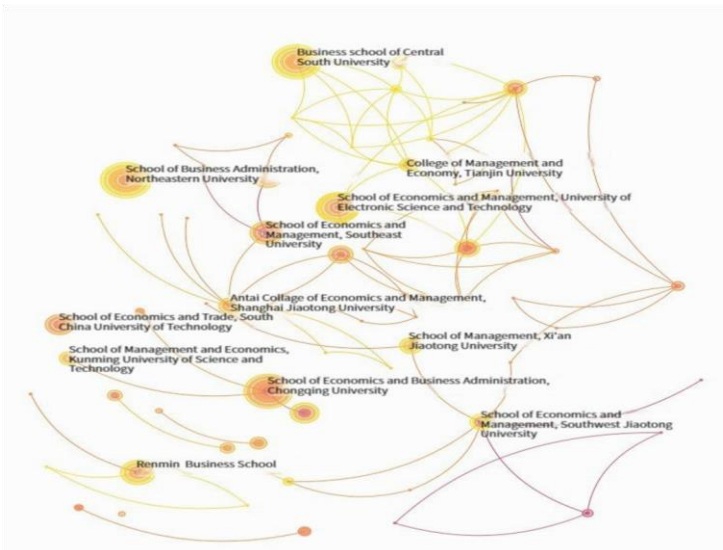 Business school of Central
South University
School of Business Administration,
Northeastern University
College of Management and
Economy, Tianjin University
School of Economics and Management, University of
Electronic Science and Technology
School of Economics and
Management, Southeast
University
Antai Collage of Economics and Management,
Shanghai Jiaotong University
School of Economics and Trade, South
China University of Technology
School of Management, Xi'an
Jiaotong University
School of Management and Economics,
Kunming University of Science and
Technology
School of Economics and Business Administration,
Chongqing University
School of Economics and
Management, Southwest Jiaotong
University
Renmin Business School